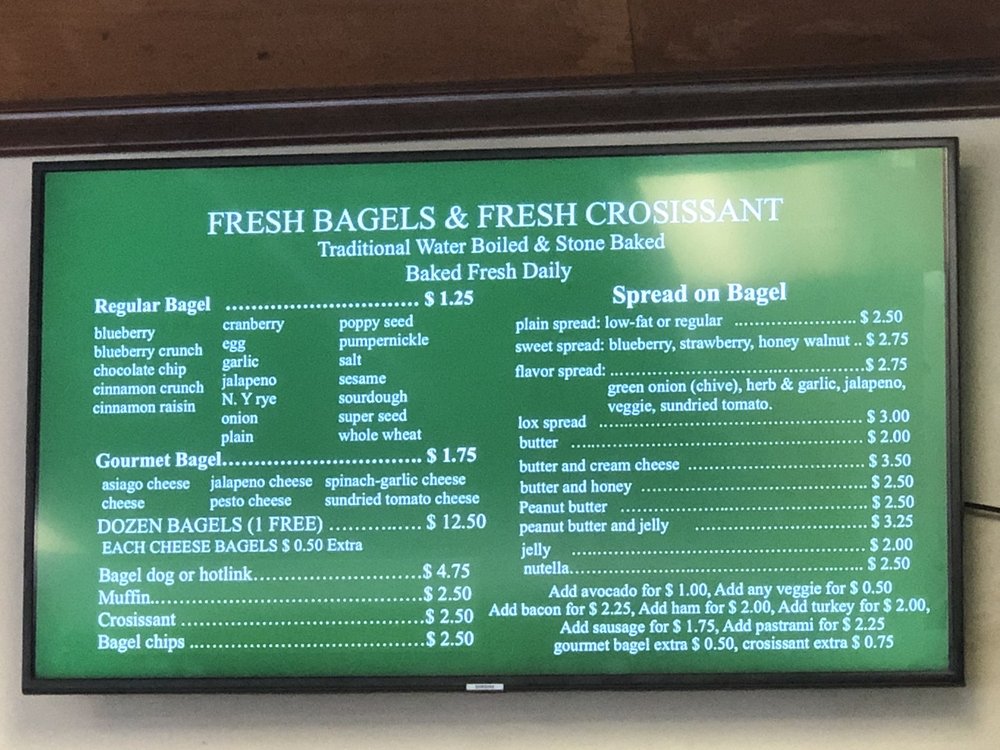 FRESH BAGELS & FRESH CROSISSANT
Traditional Water Boiled & Stone Baked
Baked Fresh Daily
Regular Bagel ........................................ $ 1.25
blueberry
blueberry crunch
chocolate chip
cinnamon crunch
cinnamon raisin
cranberry
egg
garlic
jalapeno
N. Y rye
onion
plain
poppy seed
pumpernickle
salt
sesame
sourdough
super seed
whole wheat
Gourmet Bagel........................................ $ 1.75
asiago cheese jalapeno cheese spinach-garlic cheese
cheese pesto cheese sundried tomato cheese
DOZEN BAGELS (1 FREE) .................. $ 12.50
EACH CHEESE BAGELS $ 0.50 Extra
Bagel dog or hotlink..............................$ 4.75
Muffin..................................................$ 2.50
Crosissant ............................................$ 2.50
Bagel chips ..........................................$ 2.50
Spread on Bagel
plain spread: low-fat or regular ........................ $ 2.50
sweet spread: blueberry, strawberry, honey walnut .. $ 2.75
flavor spread: ..................................................$ 2.75
green onion (chive), herb & garlic, jalapeno,
veggie, sundried tomato.
lox spread .................................................... $ 3.00
butter ........................................................... $ 2.00
butter and cream cheese .................................. $ 3.50
butter and honey ............................................ $ 2.50
Peanut butter ................................................. $ 2.50
peanut butter and jelly ................................... $ 3.25
jelly ............................................................. $ 2.00
nutella........................................................... $ 2.50
Add avocado for $ 1.00, Add any veggie for $ 0.50
Add bacon for $ 2.25, Add ham for $ 2.00, Add turkey for $ 2.00,
Add sausage for $ 1.75, Add pastrami for $ 2.25
gourmet bagel extra $ 0.50, crosissant extra $ 0.75
SAMSUNG